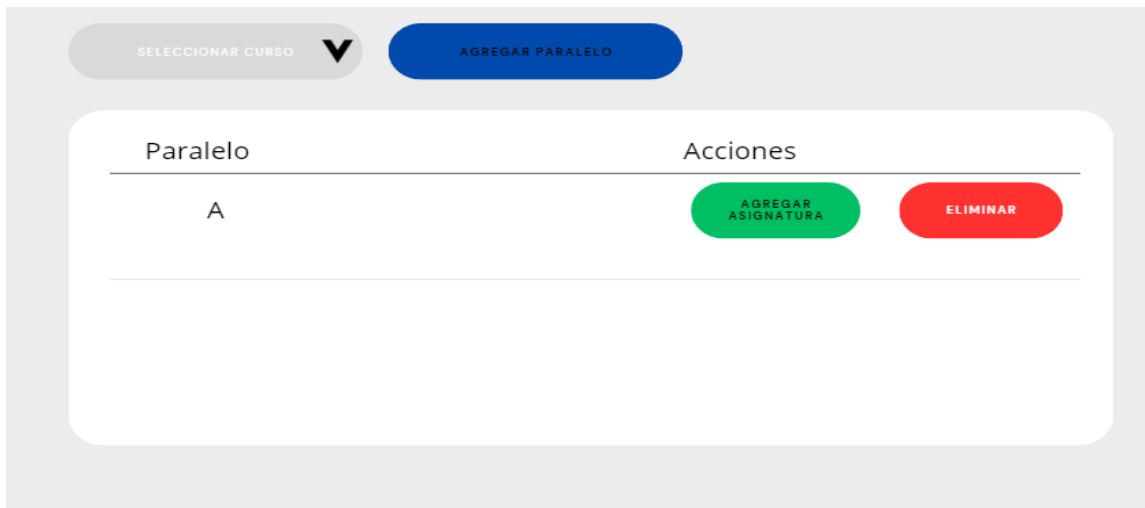 SELECCIONAR CURSO
AGREGAR PARALELO
Paralelo
Acciones
A
AGREGAR
ASIGNATURA
ELIMINAR